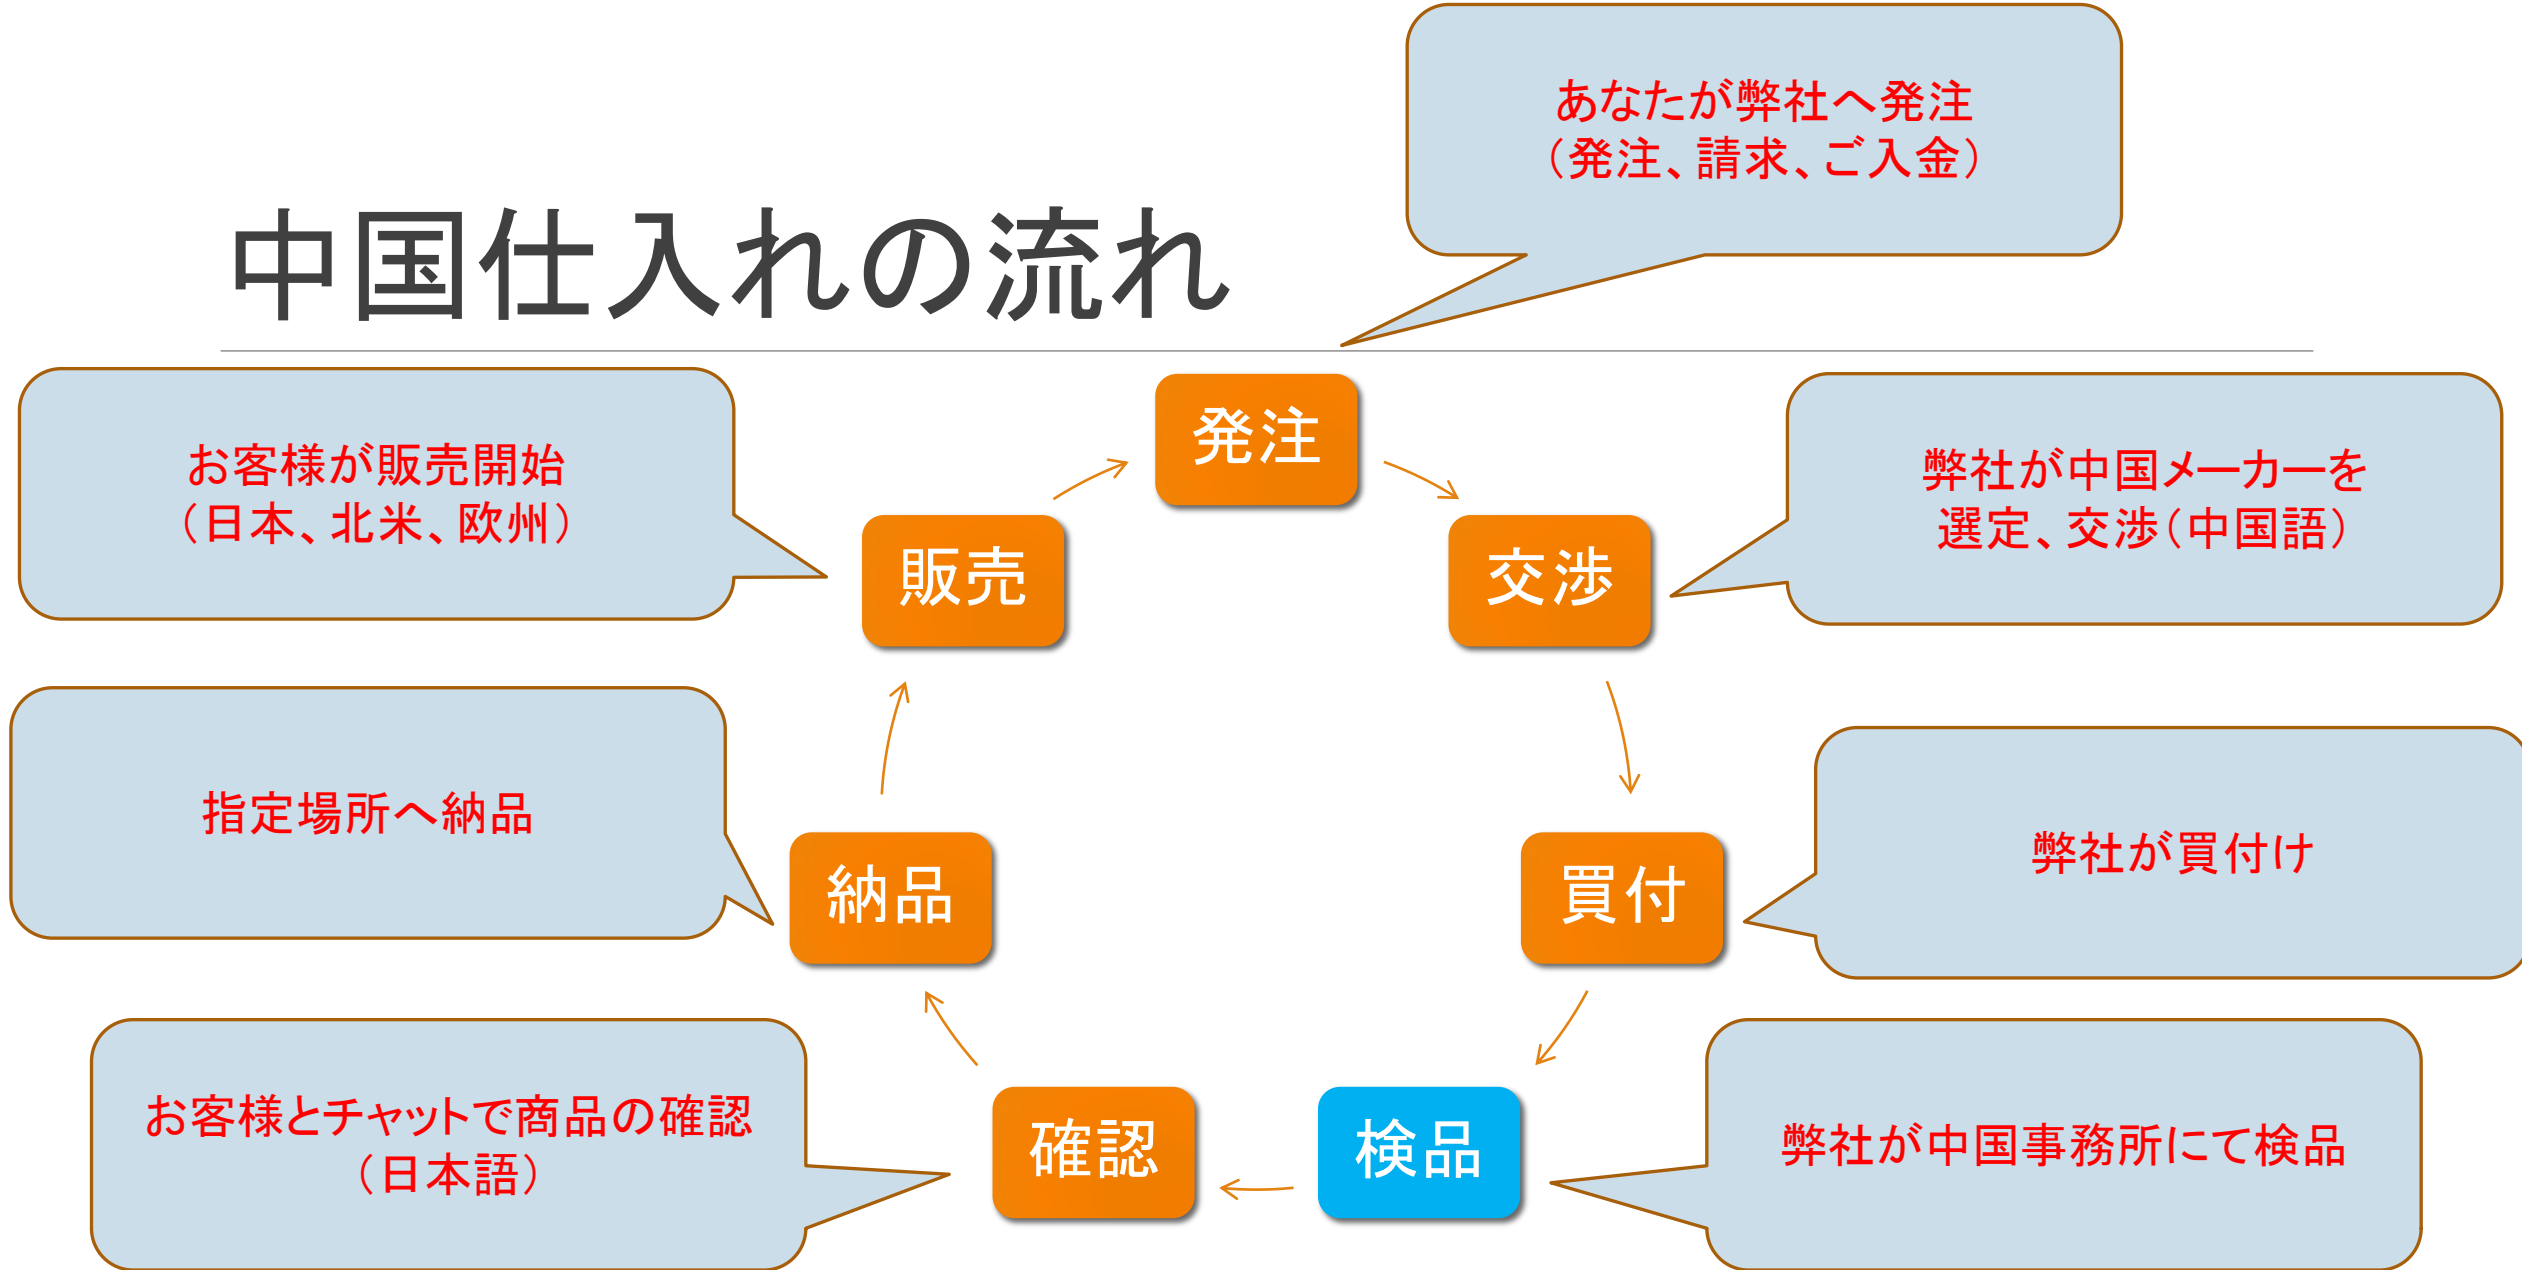 あなたが弊社へ発注
（発注、請求、ご入金）
中国仕入れの流れ
発注
お客様が販売開始
（日本、北米、欧州）
弊社が中国メーカーを
選定、交渉（中国語）
販売
交渉
指定場所へ納品
弊社が買付け
納品
買付
お客様とチャットで商品の確認
（日本語）
確認
検品
弊社が中国事務所にて検品